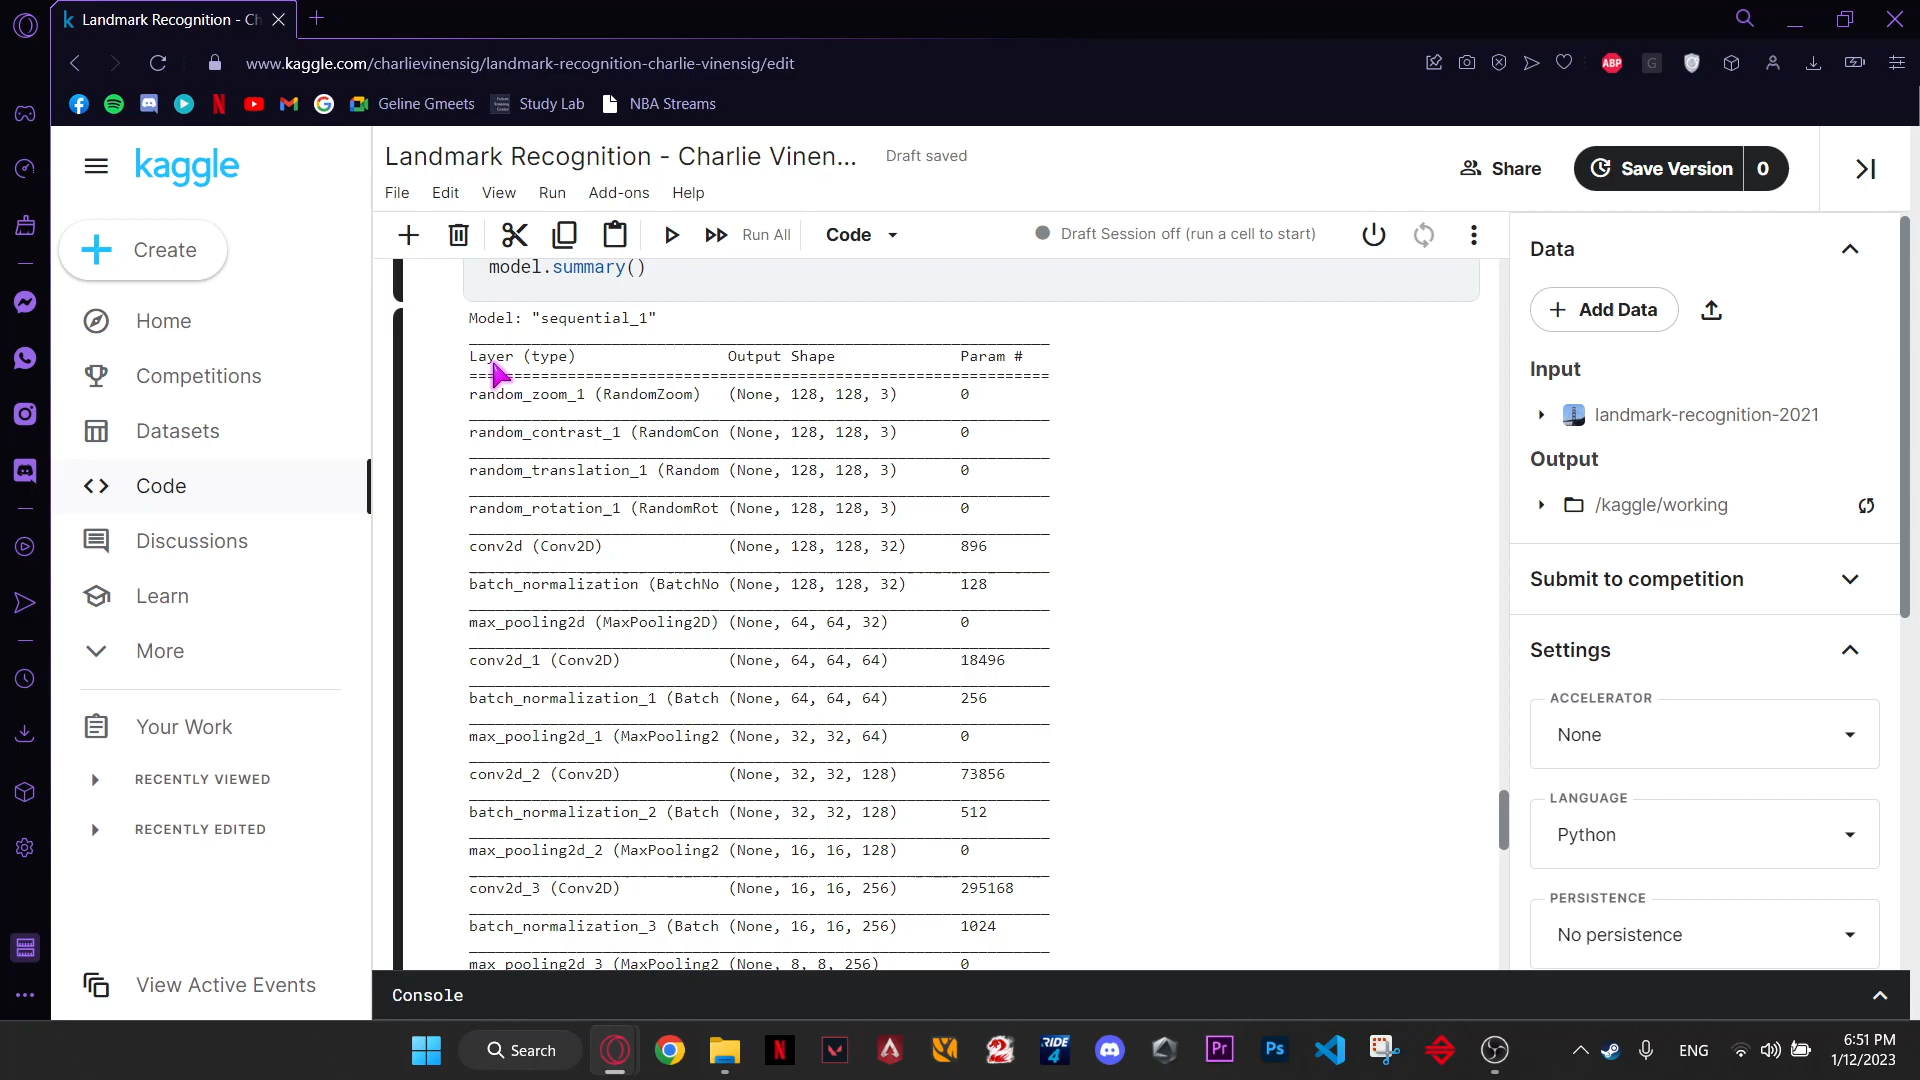 Landmark Recognition - Ch
www.kaggle.com/charlievinensig/landmark-recognition-charlie-vinensig/edit
ABP
G
Geline Gmeets
Study Lab
NBA Streams
kaggle
Create
Home
Competitions
Datasets
Code
Discussions
Learn
More
Your Work
RECENTLY VIEWED
RECENTLY EDITED
View Active Events
Landmark Recognition - Charlie Vinen...
Draft saved
File Edit View Run Add-ons Help
Share
Save Version 0
Run All
Code
Draft Session off (run a cell to start)
model.summary()
Model: "sequential_1"
Layer (type) Output Shape Param #
random_zoom_1 (RandomZoom) (None, 128, 128, 3) 0
random_contrast_1 (RandomCon (None, 128, 128, 3) 0
random_translation_1 (Random (None, 128, 128, 3) 0
random_rotation_1 (RandomRot (None, 128, 128, 3) 0
conv2d (Conv2D) (None, 128, 128, 32) 896
batch_normalization (BatchNo (None, 128, 128, 32) 128
max_pooling2d (MaxPooling2D) (None, 64, 64, 32) 0
conv2d_1 (Conv2D) (None, 64, 64, 64) 18496
batch_normalization_1 (Batch (None, 64, 64, 64) 256
max_pooling2d_1 (MaxPooling2 (None, 32, 32, 64) 0
conv2d_2 (Conv2D) (None, 32, 32, 128) 73856
batch_normalization_2 (Batch (None, 32, 32, 128) 512
max_pooling2d_2 (MaxPooling2 (None, 16, 16, 128) 0
conv2d_3 (Conv2D) (None, 16, 16, 256) 295168
batch_normalization_3 (Batch (None, 16, 16, 256) 1024
max_pooling2d_3 (MaxPooling2 (None, 8, 8, 256) 0
Console
Data
Add Data
Input
landmark-recognition-2021
Output
/kaggle/working
Submit to competition
Settings
ACCELERATOR
None
LANGUAGE
Python
PERSISTENCE
No persistence
Search
RIDE 4
Pr
Ps
ENG
6:51 PM
1/12/2023